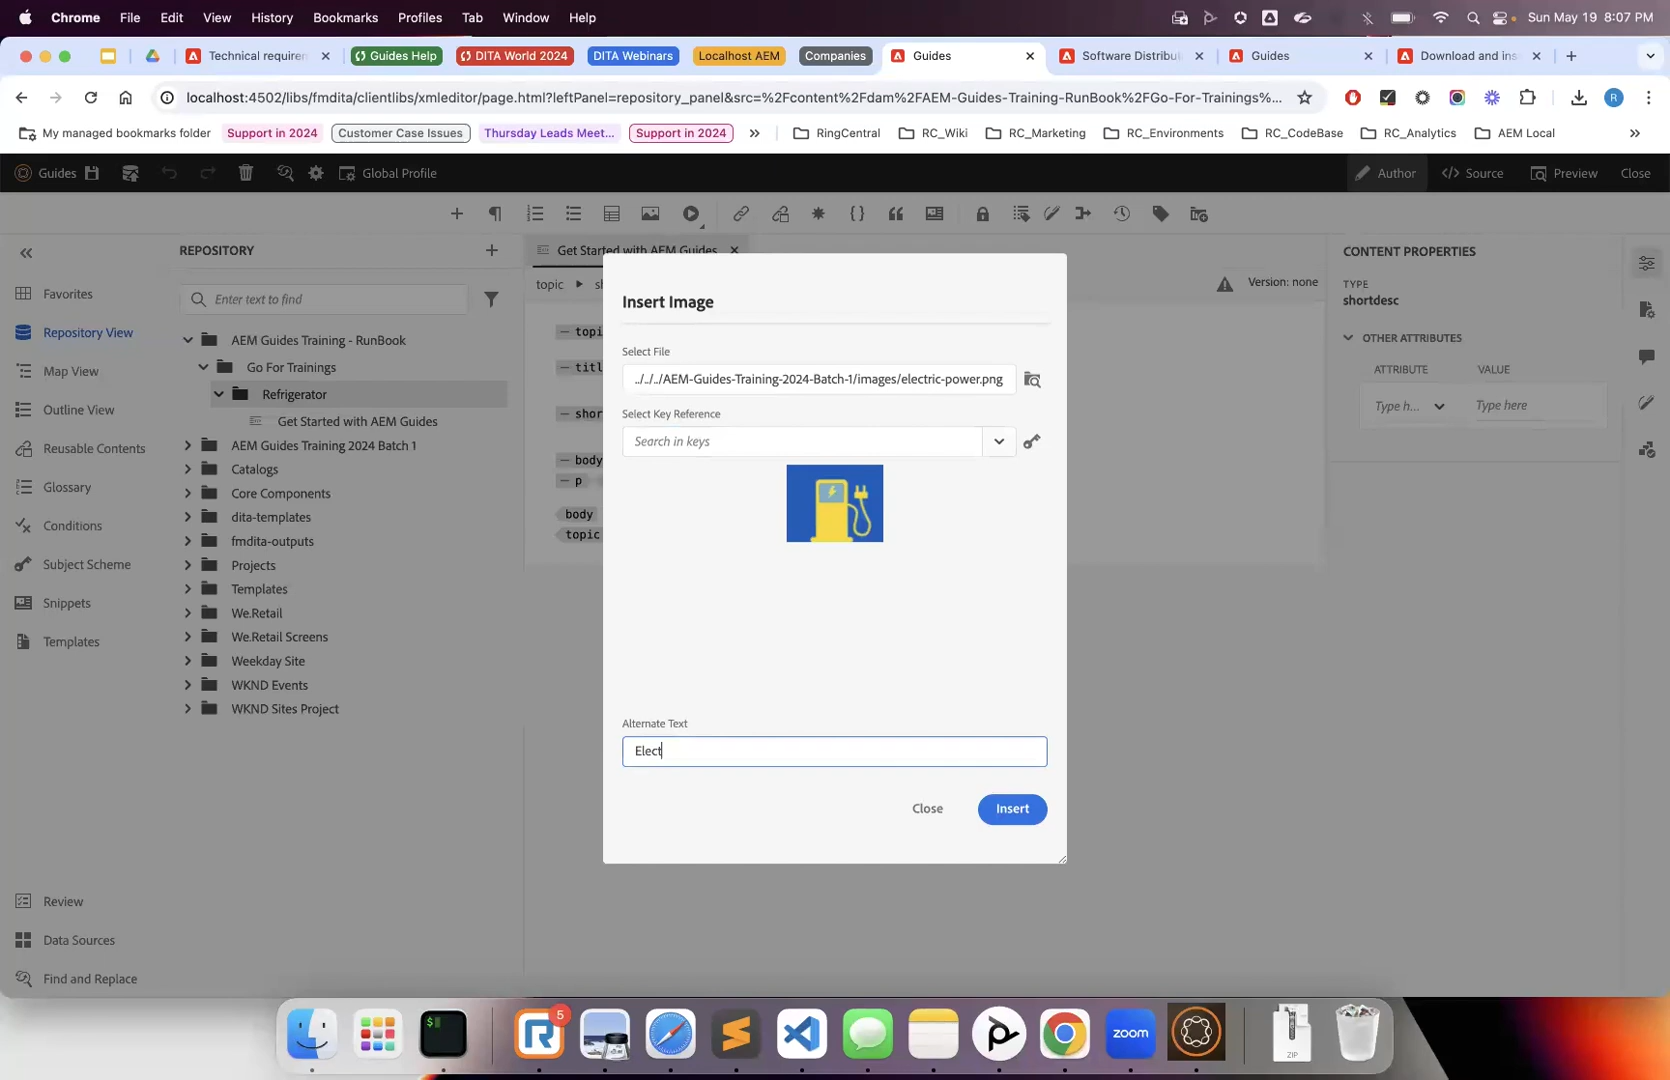 Chrome File Edit View History Bookmarks Profiles Tab Window Help Sun May 19 8:07 PM
Technical requiren Guides Help DITA World 2024 DITA Webinars Localhost AEM Companies Guides Software Distribu Guides Download and ins
localhost:4502/libs/fmdita/clientlibs/xmleditor/page.html?leftPanel=repository_panel&src=%2Fcontent%2Fdam%2FAEM-Guides-Training-RunBook%2FGo-For-Trainings%... R
My managed bookmarks folder Support in 2024 Customer Case Issues Thursday Leads Meet... Support in 2024 » RingCentral RC_Wiki RC_Marketing RC_Environments RC_CodeBase RC_Analytics AEM Local »
Guides Global Profile Author </> Source Preview Close
REPOSITORY
Get Started with AEM Guides
CONTENT PROPERTIES
Favorites
Enter text to find
topic
Version: none
TYPE
shortdesc
Repository View
AEM Guides Training - RunBook
OTHER ATTRIBUTES
Map View
Go For Trainings
title
ATTRIBUTE VALUE
Outline View
Refrigerator
Type h... Type here
Get Started with AEM Guides
Reusable Contents
AEM Guides Training 2024 Batch 1
Catalogs
body
Glossary
Core Components
p
Conditions
dita-templates
body
fmdita-outputs
topic
Subject Scheme
Projects
Templates
Snippets
We.Retail
We.Retail Screens
Templates
Weekday Site
WKND Events
WKND Sites Project
Review
Data Sources
Find and Replace
Insert Image
Select File
../../../AEM-Guides-Training-2024-Batch-1/images/electric-power.png
Select Key Reference
Search in keys
Alternate Text
Elect
Close Insert
5
zoom
ZIP